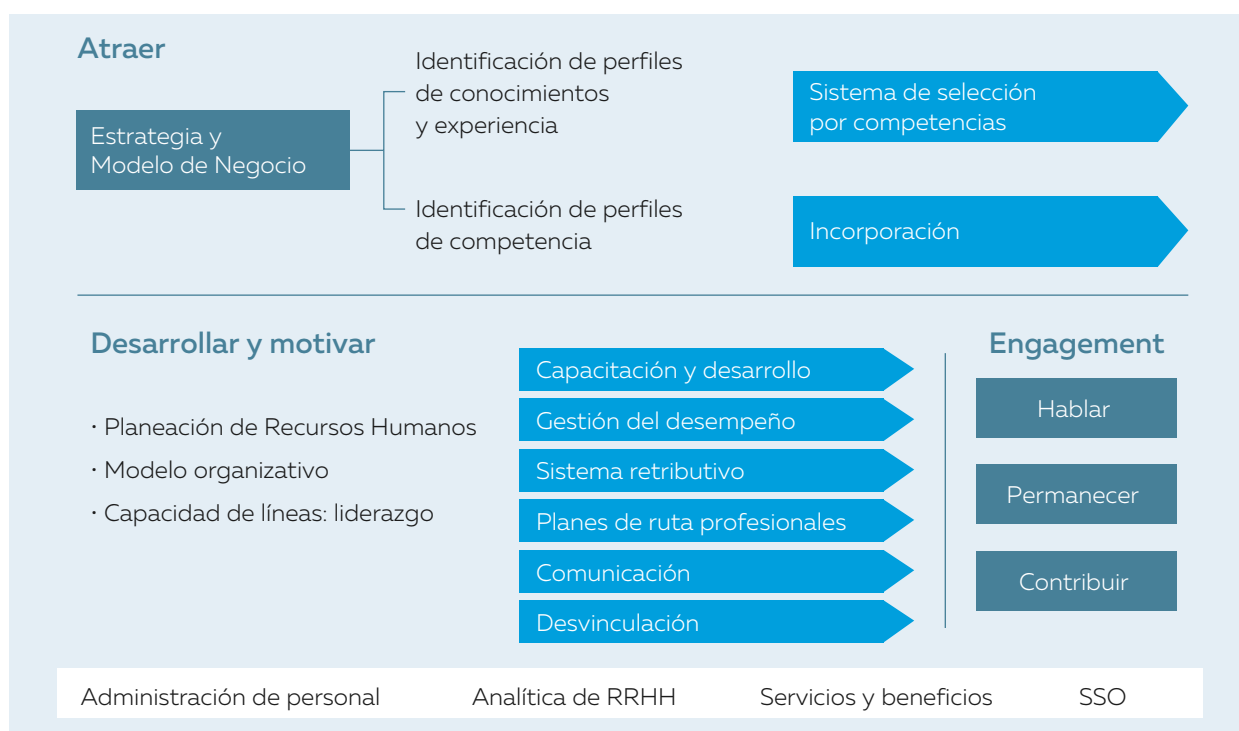 Atraer
Estrategia y
Modelo de Negocio
Identificación de perfiles
de conocimientos
y experiencia
Identificación de perfiles
de competencia
Sistema de selección
por competencias
Incorporación
Desarrollar y motivar
· Planeación de Recursos Humanos
· Modelo organizativo
· Capacidad de líneas: liderazgo
Capacitación y desarrollo
Gestión del desempeño
Sistema retributivo
Planes de ruta profesionales
Comunicación
Desvinculación
Engagement
Hablar
Permanecer
Contribuir
Administración de personal
Analítica de RRHH
Servicios y beneficios
SSO